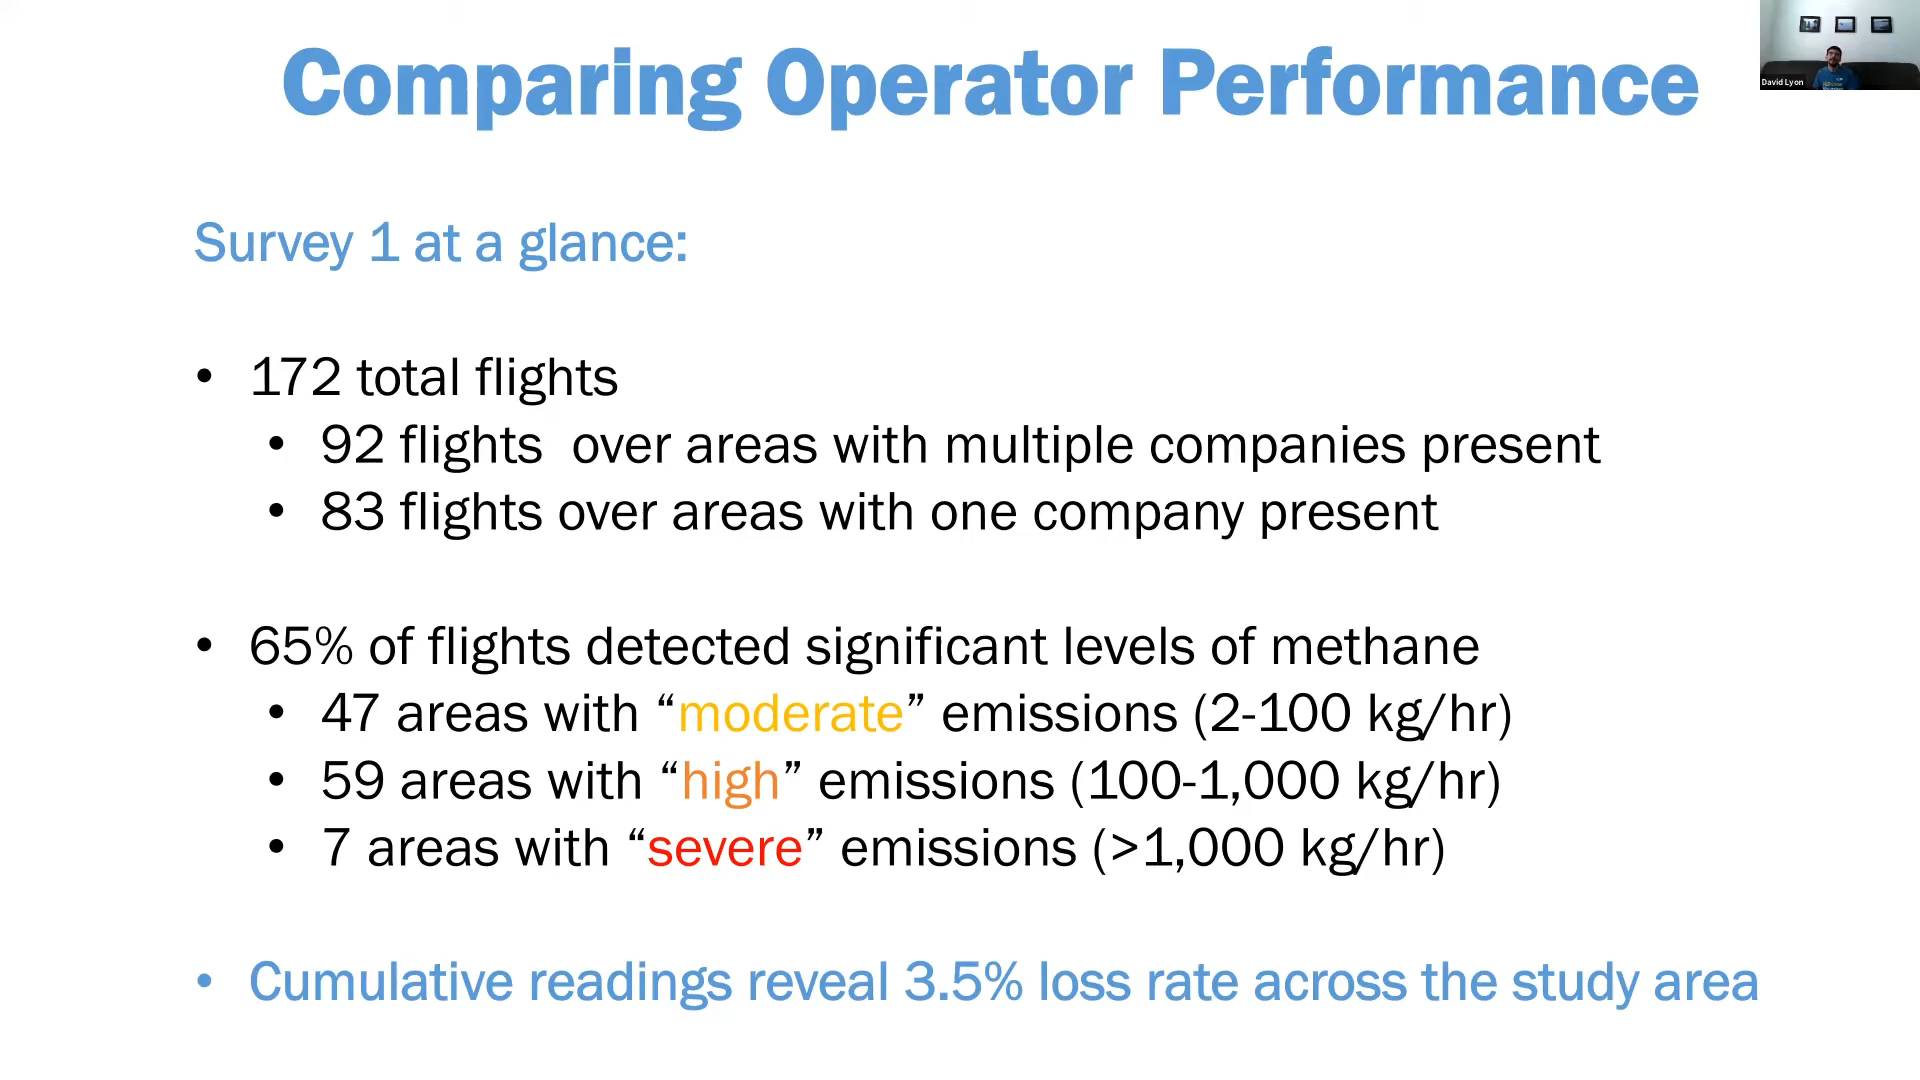 Comparing Operator Performance
David Lyon
Survey 1 at a glance:
• 172 total flights
• 92 flights over areas with multiple companies present
• 83 flights over areas with one company present
• 65% of flights detected significant levels of methane
• 47 areas with “moderate” emissions (2-100 kg/hr)
• 59 areas with “high” emissions (100-1,000 kg/hr)
• 7 areas with “severe” emissions (>1,000 kg/hr)
• Cumulative readings reveal 3.5% loss rate across the study area